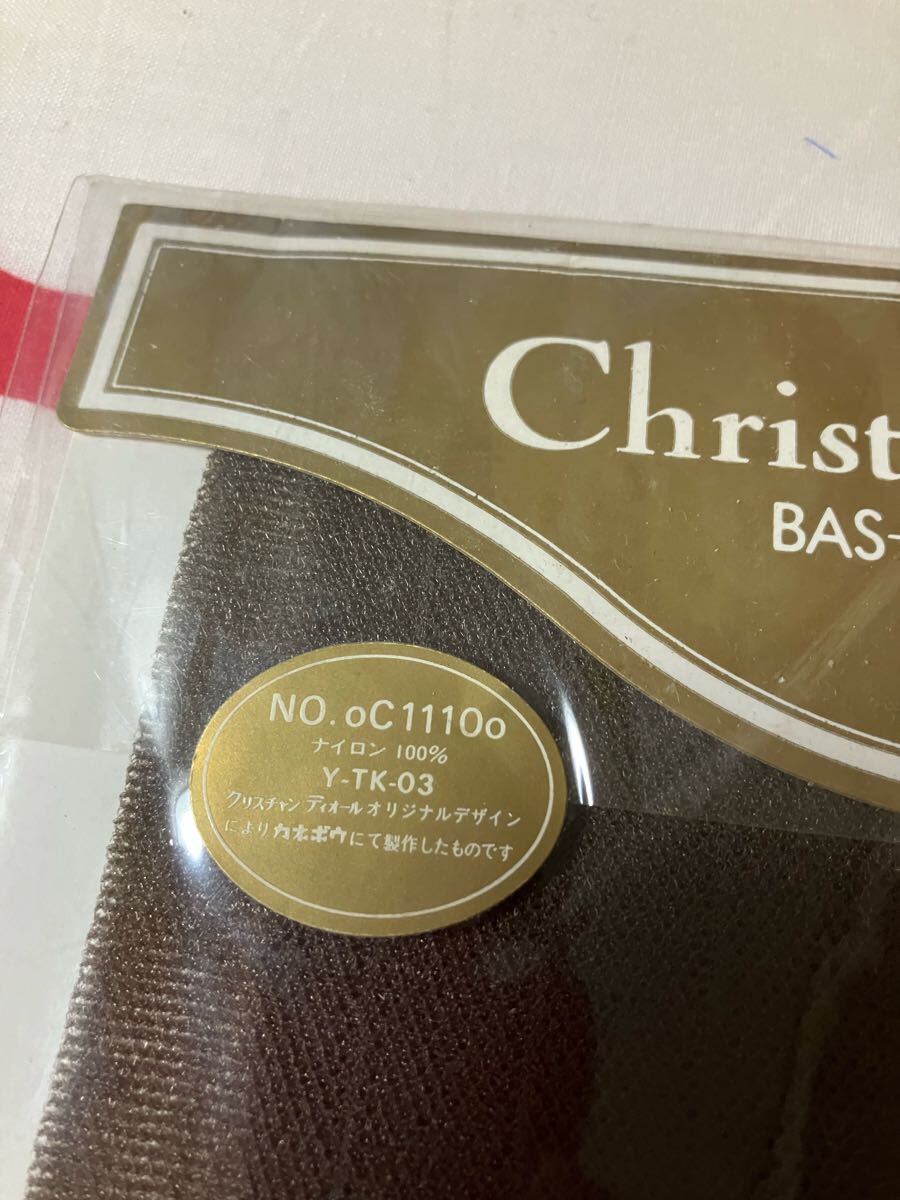 Christ
BAS-
NO. oC1110o
ナイロン 100%
Y-TK-03
クリスチャン ディオール オリジナルデザイン
により カネボウにて製作したものです